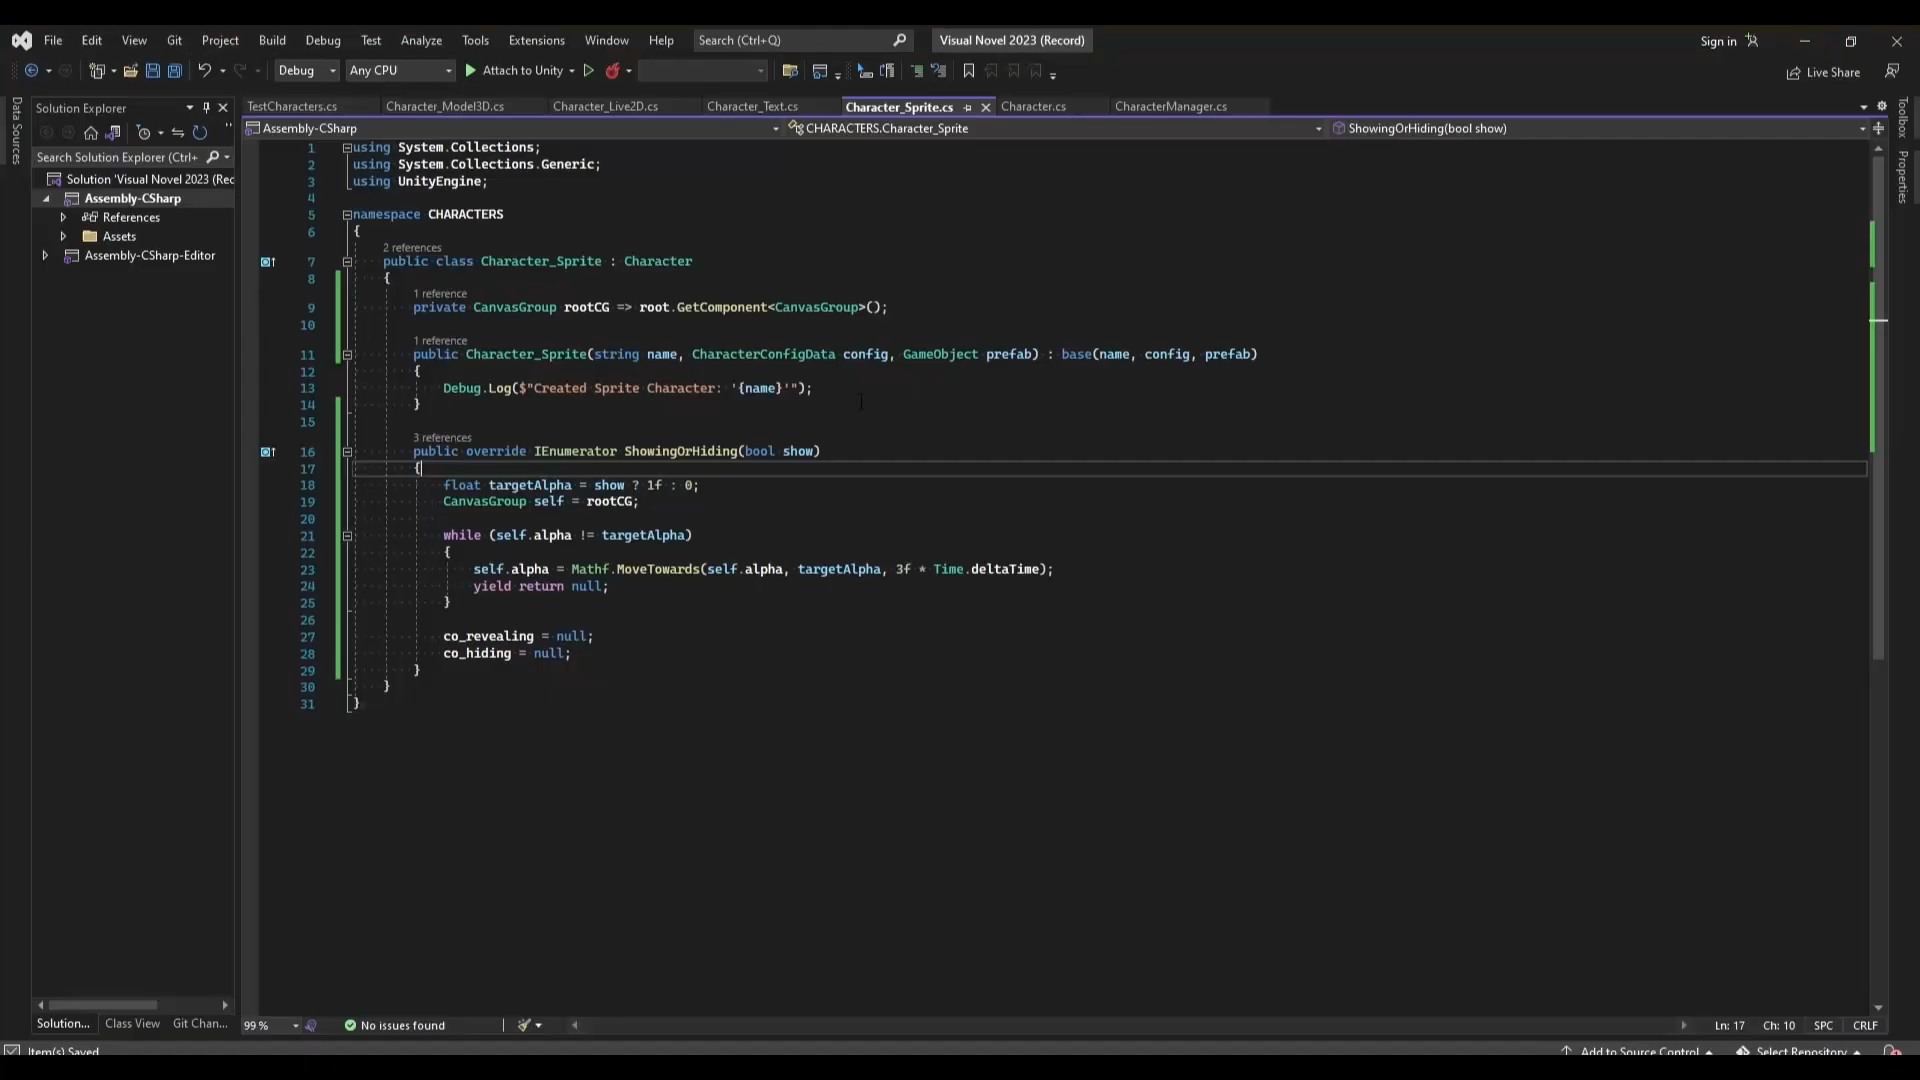 File Edit View Git Project Build Debug Test Analyze Tools Extensions Window Help Search (Ctrl+Q) Visual Novel 2023 (Record) Sign in
Debug Any CPU Attach to Unity Live Share
Data Sources
Solution Explorer
Search Solution Explorer (Ctrl+
Solution 'Visual Novel 2023 (Rec
Assembly-CSharp
References
Assets
Assembly-CSharp-Editor
Solution... Class View Git Chan...
TestCharacters.cs Character_Model3D.cs Character_Live2D.cs Character_Text.cs Character_Sprite.cs Character.cs CharacterManager.cs
Assembly-CSharp CHARACTERS.Character_Sprite ShowingOrHiding(bool show)
1 using System.Collections;
2 using System.Collections.Generic;
3 using UnityEngine;
4
5 namespace CHARACTERS
6 {
2 references
7 public class Character_Sprite : Character
8 {
1 reference
9 private CanvasGroup rootCG => root.GetComponent<CanvasGroup>();
10
1 reference
11 public Character_Sprite(string name, CharacterConfigData config, GameObject prefab) : base(name, config, prefab)
12 {
13 Debug.Log($"Created Sprite Character: '{name}'");
14 }
15
3 references
16 public override IEnumerator ShowingOrHiding(bool show)
17 {
18 float targetAlpha = show ? 1f : 0;
19 CanvasGroup self = rootCG;
20
21 while (self.alpha != targetAlpha)
22 {
23 self.alpha = Mathf.MoveTowards(self.alpha, targetAlpha, 3f * Time.deltaTime);
24 yield return null;
25 }
26
27 co_revealing = null;
28 co_hiding = null;
29 }
30 }
31 }
Toolbox
Properties
99 % No issues found Ln: 17 Ch: 10 SPC CRLF
Item(s) Saved Add to Source Control Select Repository